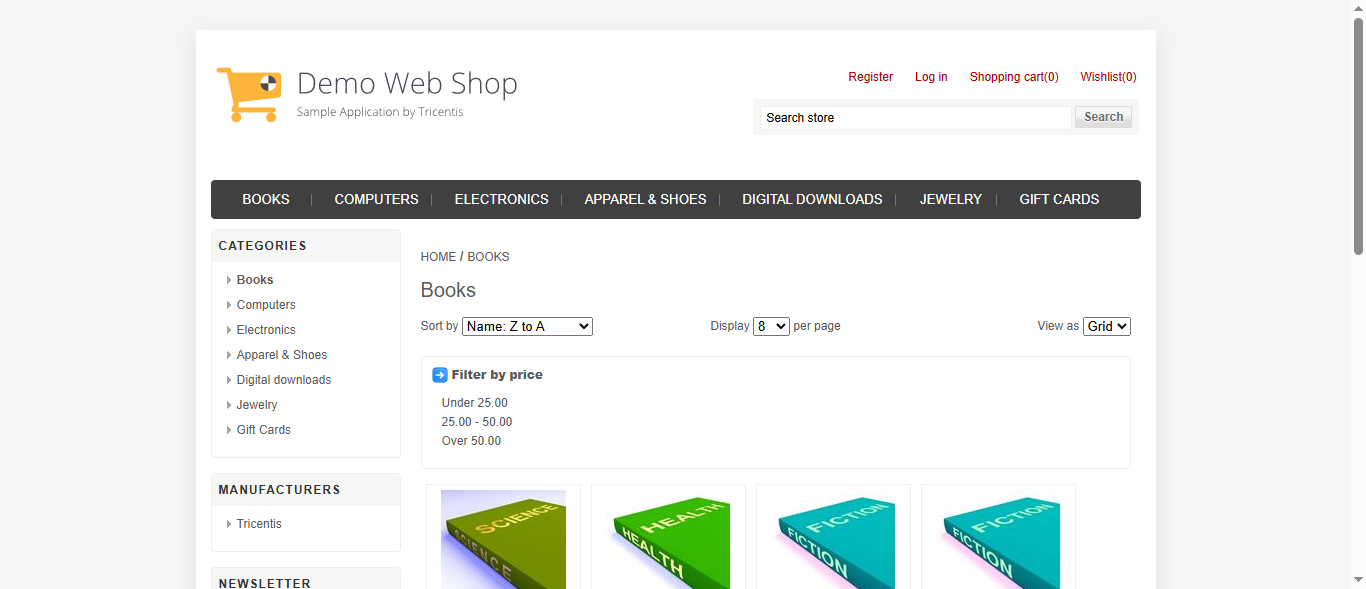 Demo Web Shop
Sample Application by Tricentis
Register Log in Shopping cart(0) Wishlist(0)
Search store Search
BOOKS COMPUTERS ELECTRONICS APPAREL & SHOES DIGITAL DOWNLOADS JEWELRY GIFT CARDS
CATEGORIES
Books
Computers
Electronics
Apparel & Shoes
Digital downloads
Jewelry
Gift Cards
MANUFACTURERS
Tricentis
NEWSLETTER
HOME / BOOKS
Books
Sort by Name: Z to A Display 8 per page View as Grid
Filter by price
Under 25.00
25.00 - 50.00
Over 50.00
SCIENCE
SCIENCE
HEALTH
HEALTH
FICTION
FICTION
FICTION
FICTION